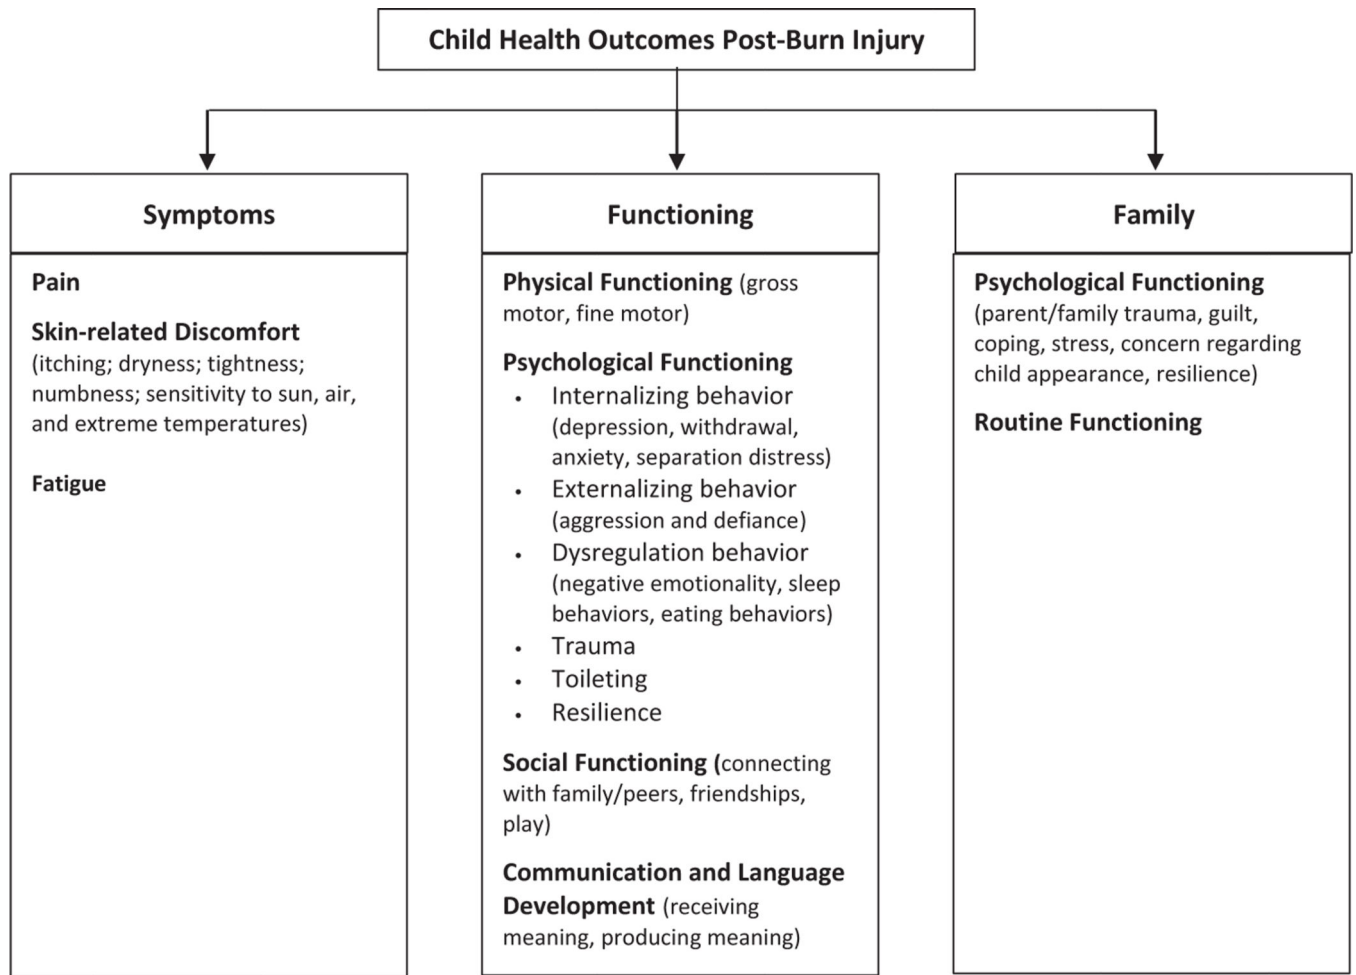 Child Health Outcomes Post-Burn Injury
Symptoms
Pain
Skin-related Discomfort
(itching; dryness; tightness;
numbness; sensitivity to sun, air,
and extreme temperatures)
Fatigue
Functioning
Physical Functioning (gross
motor, fine motor)
Psychological Functioning
• Internalizing behavior
(depression, withdrawal,
anxiety, separation distress)
• Externalizing behavior
(aggression and defiance)
• Dysregulation behavior
(negative emotionality, sleep
behaviors, eating behaviors)
• Trauma
• Toileting
• Resilience
Social Functioning (connecting
with family/peers, friendships,
play)
Communication and Language
Development (receiving
meaning, producing meaning)
Family
Psychological Functioning
(parent/family trauma, guilt,
coping, stress, concern regarding
child appearance, resilience)
Routine Functioning